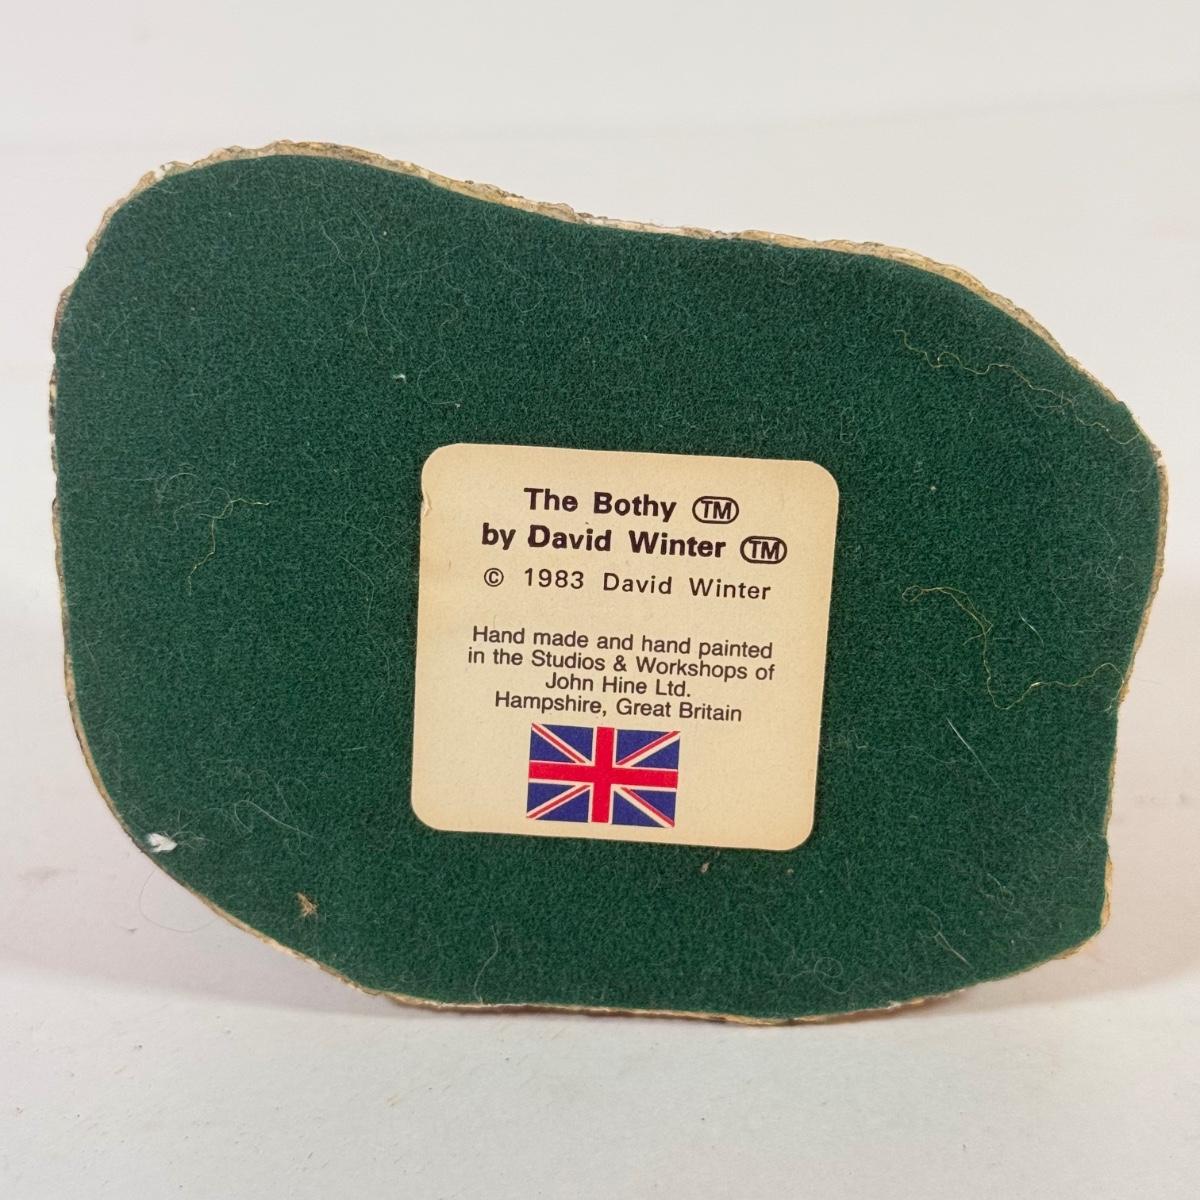 The Bothy ™
by David Winter ™
© 1983 David Winter
Hand made and hand painted
in the Studios & Workshops of
John Hine Ltd.
Hampshire, Great Britain